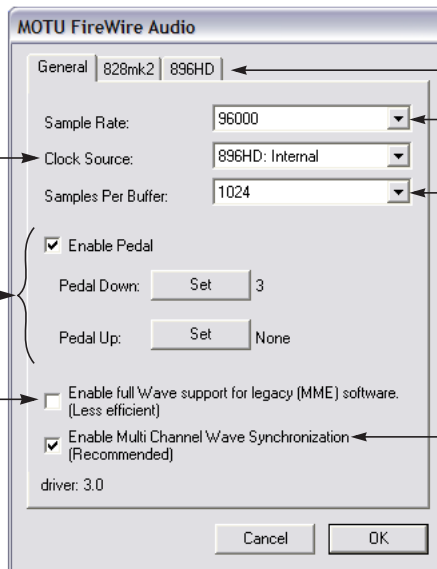 MOTU FireWire Audio
General 828mk2 896HD
Sample Rate: 96000
Clock Source: 896HD: Internal
Samples Per Buffer: 1024
Enable Pedal
Pedal Down: Set 3
Pedal Up: Set None
Enable full Wave support for legacy (MME) software.
(Less efficient)
Enable Multi Channel Wave Synchronization
(Recommended)
driver: 3.0
Cancel OK